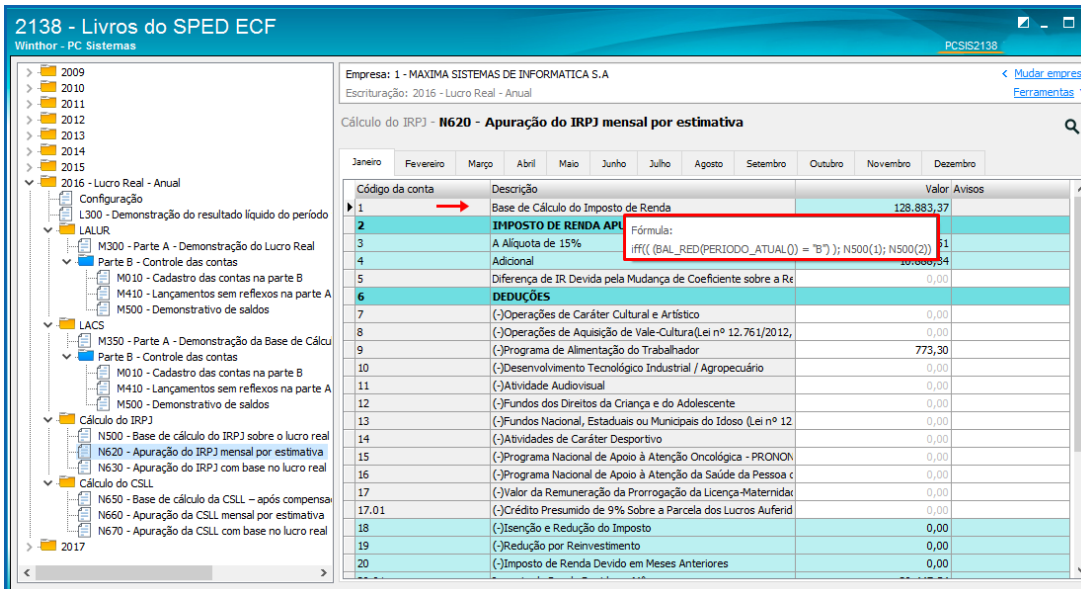 2138 - Livros do SPED ECF
Winthor - PC Sistemas
PCSIS2138
2009
2010
2011
2012
2013
2014
2015
2016 - Lucro Real - Anual
Configuração
L300 - Demonstração do resultado líquido do período
LALUR
M300 - Parte A - Demonstração do Lucro Real
Parte B - Controle das contas
M010 - Cadastro das contas na parte B
M410 - Lançamentos sem reflexos na parte A
M500 - Demonstrativo de saldos
LACS
M350 - Parte A - Demonstração da Base de Cálcu
Parte B - Controle das contas
M010 - Cadastro das contas na parte B
M410 - Lançamentos sem reflexos na parte A
M500 - Demonstrativo de saldos
Cálculo do IRPJ
N500 - Base de cálculo do IRPJ sobre o lucro real
N620 - Apuração do IRPJ mensal por estimativa
N630 - Apuração do IRPJ com base no lucro real
Cálculo do CSLL
N650 - Base de cálculo da CSLL – após compensa
N660 - Apuração da CSLL mensal por estimativa
N670 - Apuração da CSLL com base no lucro real
2017
Empresa: 1 - MAXIMA SISTEMAS DE INFORMATICA S.A
Mudar empres
Escrituração: 2016 - Lucro Real - Anual
Ferramentas
Cálculo do IRPJ - N620 - Apuração do IRPJ mensal por estimativa
Janeiro Fevereiro Março Abril Maio Junho Julho Agosto Setembro Outubro Novembro Dezembro
Código da conta Descrição Valor Avisos
1 Base de Cálculo do Imposto de Renda 128.883,37
2 IMPOSTO DE RENDA APU
Fórmula:
iff(( (BAL_RED(PERIODO_ATUAL()) = "B") ); N500(1); N500(2))
3 A Alíquota de 15% 51
4 Adicional 10.888,34
5 Diferença de IR Devida pela Mudança de Coeficiente sobre a Re
6 DEDUÇÕES
7 (-)Operações de Caráter Cultural e Artístico 0,00
8 (-)Operações de Aquisição de Vale-Cultura(Lei nº 12.761/2012, 0,00
9 (-)Programa de Alimentação do Trabalhador 773,30
10 (-)Desenvolvimento Tecnológico Industrial / Agropecuário 0,00
11 (-)Atividade Audiovisual 0,00
12 (-)Fundos dos Direitos da Criança e do Adolescente 0,00
13 (-)Fundos Nacional, Estaduais ou Municipais do Idoso (Lei nº 12 0,00
14 (-)Atividades de Caráter Desportivo 0,00
15 (-)Programa Nacional de Apoio à Atenção Oncológica - PRONON 0,00
16 (-)Programa Nacional de Apoio à Atenção da Saúde da Pessoa c 0,00
17 (-)Valor da Remuneração da Prorrogação da Licença-Maternidad 0,00
17.01 (-)Crédito Presumido de 9% Sobre a Parcela dos Lucros Auferid 0,00
18 (-)Isenção e Redução do Imposto 0,00
19 (-)Redução por Reinvestimento 0,00
20 (-)Imposto de Renda Devido em Meses Anteriores 0,00